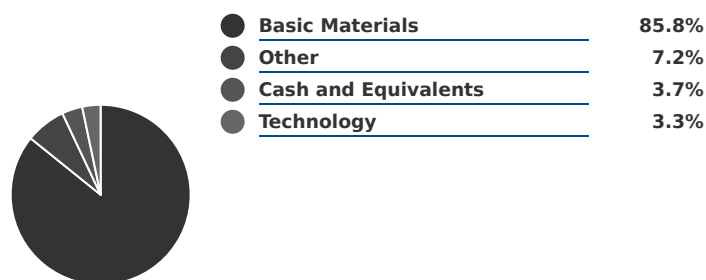 Basic Materials 85.8%
Other 7.2%
Cash and Equivalents 3.7%
Technology 3.3%